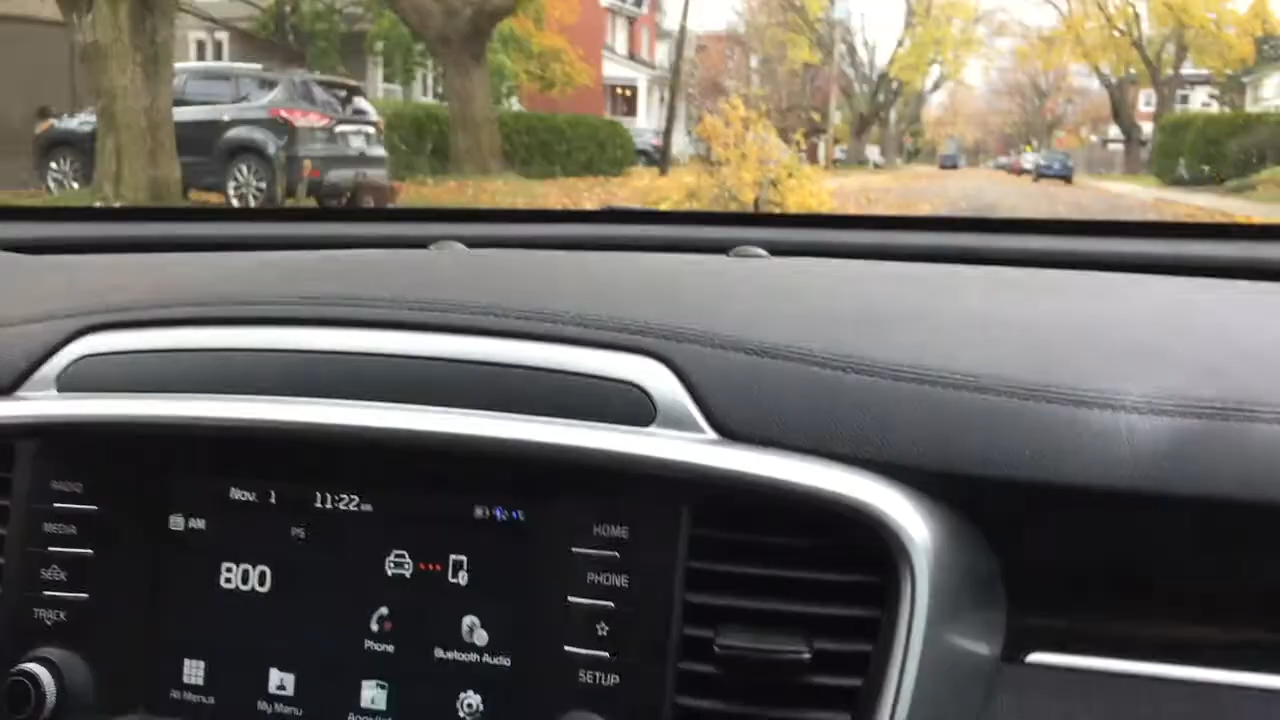 Nov. 1 11:22
RADIO
AM
P5
HOME
MEDIA
800
SEEK
PHONE
TRACK
Phone
Bluetooth Audio
SETUP
All Menus
My Menu